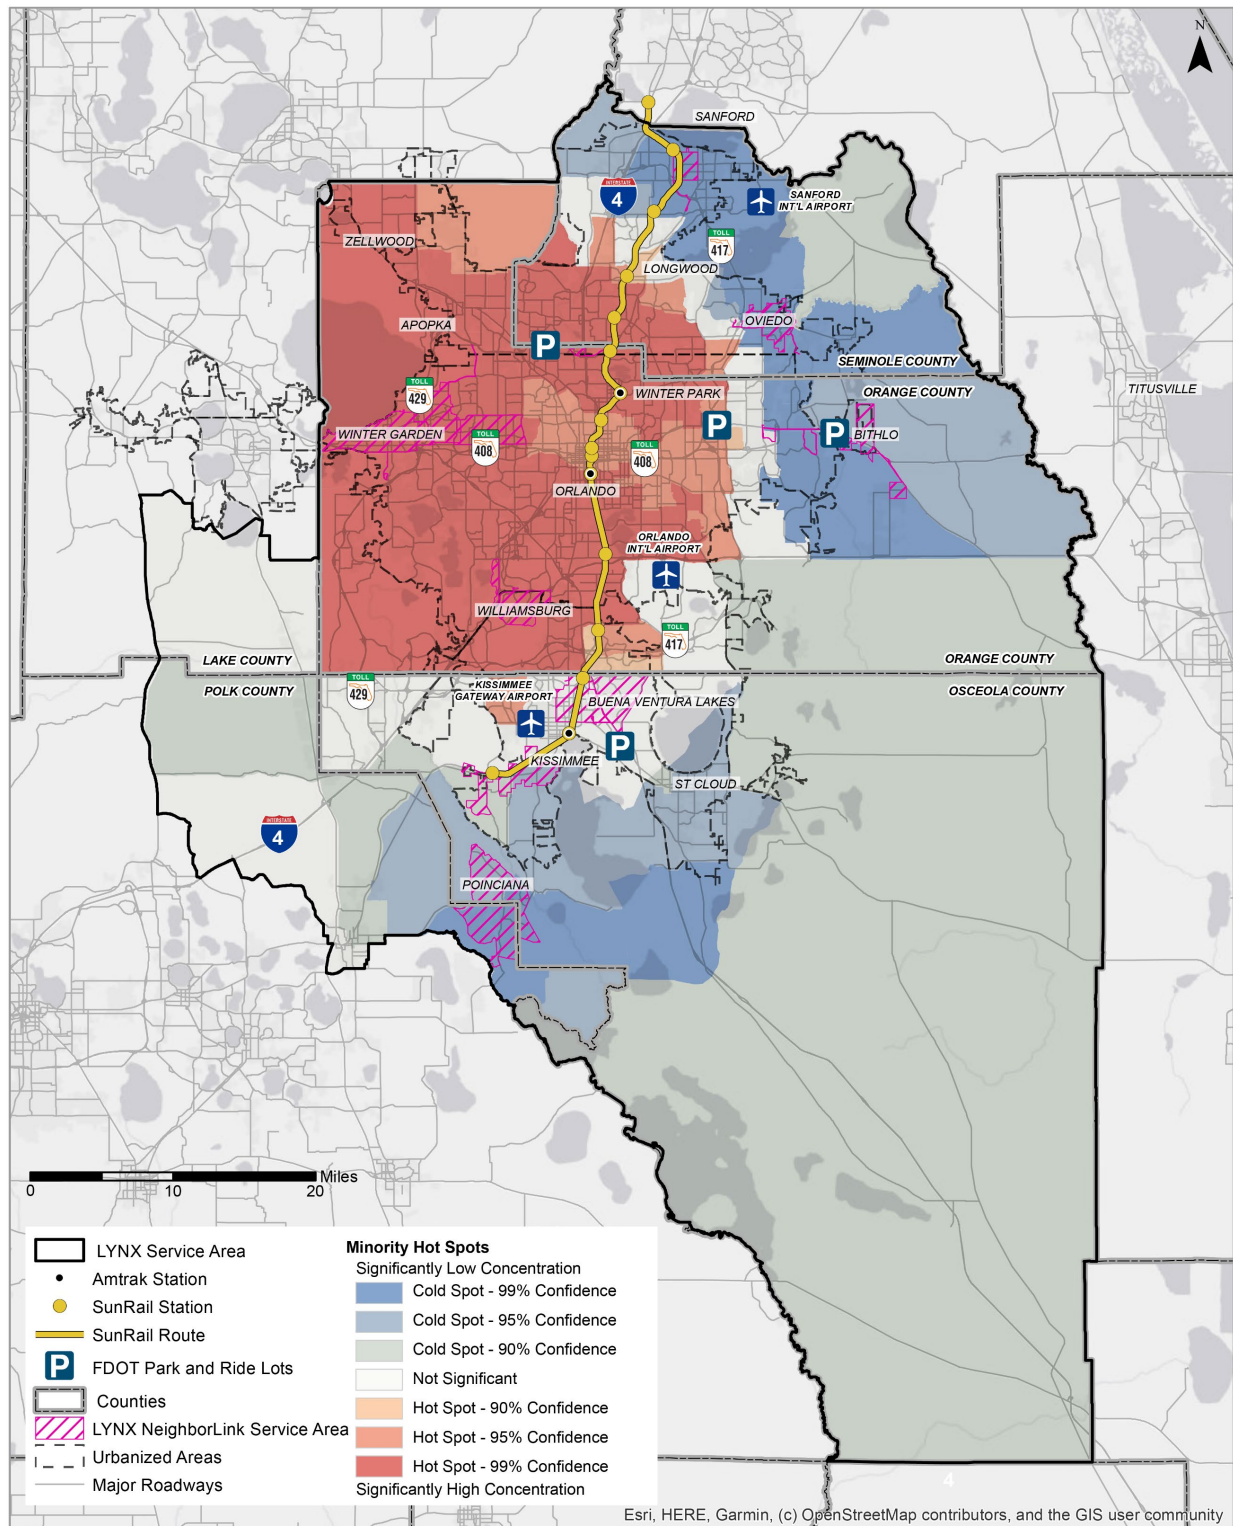 N
SANFORD
INTERSTATE
4
SANFORD
INT'L AIRPORT
TOLL
417
ZELLWOOD
LONGWOOD
APOPKA
OVIEDO
P
SEMINOLE COUNTY
ORANGE COUNTY
TITUSVILLE
TOLL
429
WINTER PARK
P
P
BITHLO
WINTER GARDEN
TOLL
408
TOLL
408
ORLANDO
ORLANDO
INT'L AIRPORT
WILLIAMSBURG
TOLL
417
LAKE COUNTY
POLK COUNTY
ORANGE COUNTY
OSCEOLA COUNTY
TOLL
429
KISSIMMEE
GATEWAY AIRPORT
BUENA VENTURA LAKES
P
KISSIMMEE
ST CLOUD
INTERSTATE
4
POINCIANA
Miles
0 10 20
LYNX Service Area
Amtrak Station
SunRail Station
SunRail Route
P FDOT Park and Ride Lots
Counties
LYNX NeighborLink Service Area
Urbanized Areas
Major Roadways
Minority Hot Spots
Significantly Low Concentration
Cold Spot - 99% Confidence
Cold Spot - 95% Confidence
Cold Spot - 90% Confidence
Not Significant
Hot Spot - 90% Confidence
Hot Spot - 95% Confidence
Hot Spot - 99% Confidence
Significantly High Concentration
4
Esri, HERE, Garmin, (c) OpenStreetMap contributors, and the GIS user community